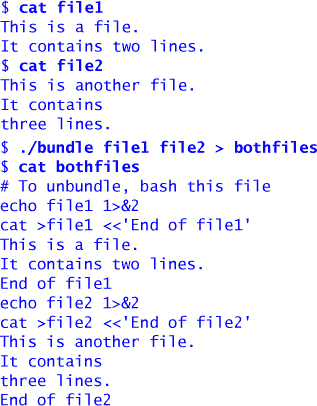 $ cat file1
This is a file.
It contains two lines.
$ cat file2
This is another file.
It contains
three lines.
$ ./bundle file1 file2 > bothfiles
$ cat bothfiles
# To unbundle, bash this file
echo file1 1>&2
cat >file1 <<'End of file1'
This is a file.
It contains two lines.
End of file1
echo file2 1>&2
cat >file2 <<'End of file2'
This is another file.
It contains
three lines.
End of file2